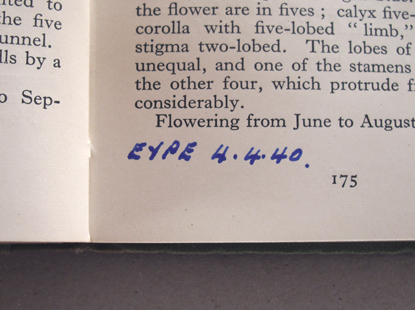 ted to
the five
unnel.
lls by a
o Sep-
the flower are in fives ; calyx five-
corolla with five-lobed "limb,"
stigma two-lobed. The lobes of
unequal, and one of the stamens
the other four, which protrude f
considerably.
Flowering from June to August
EYPE 4.4.40.
175